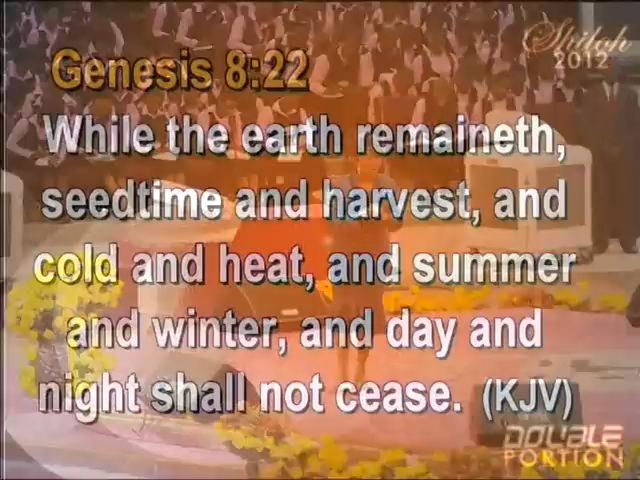 Shiloh
2012
Genesis 8:22
While the earth remaineth,
seedtime and harvest, and
cold and heat, and summer
and winter, and day and
night shall not cease. (KJV)
DOUBLE
PORTION